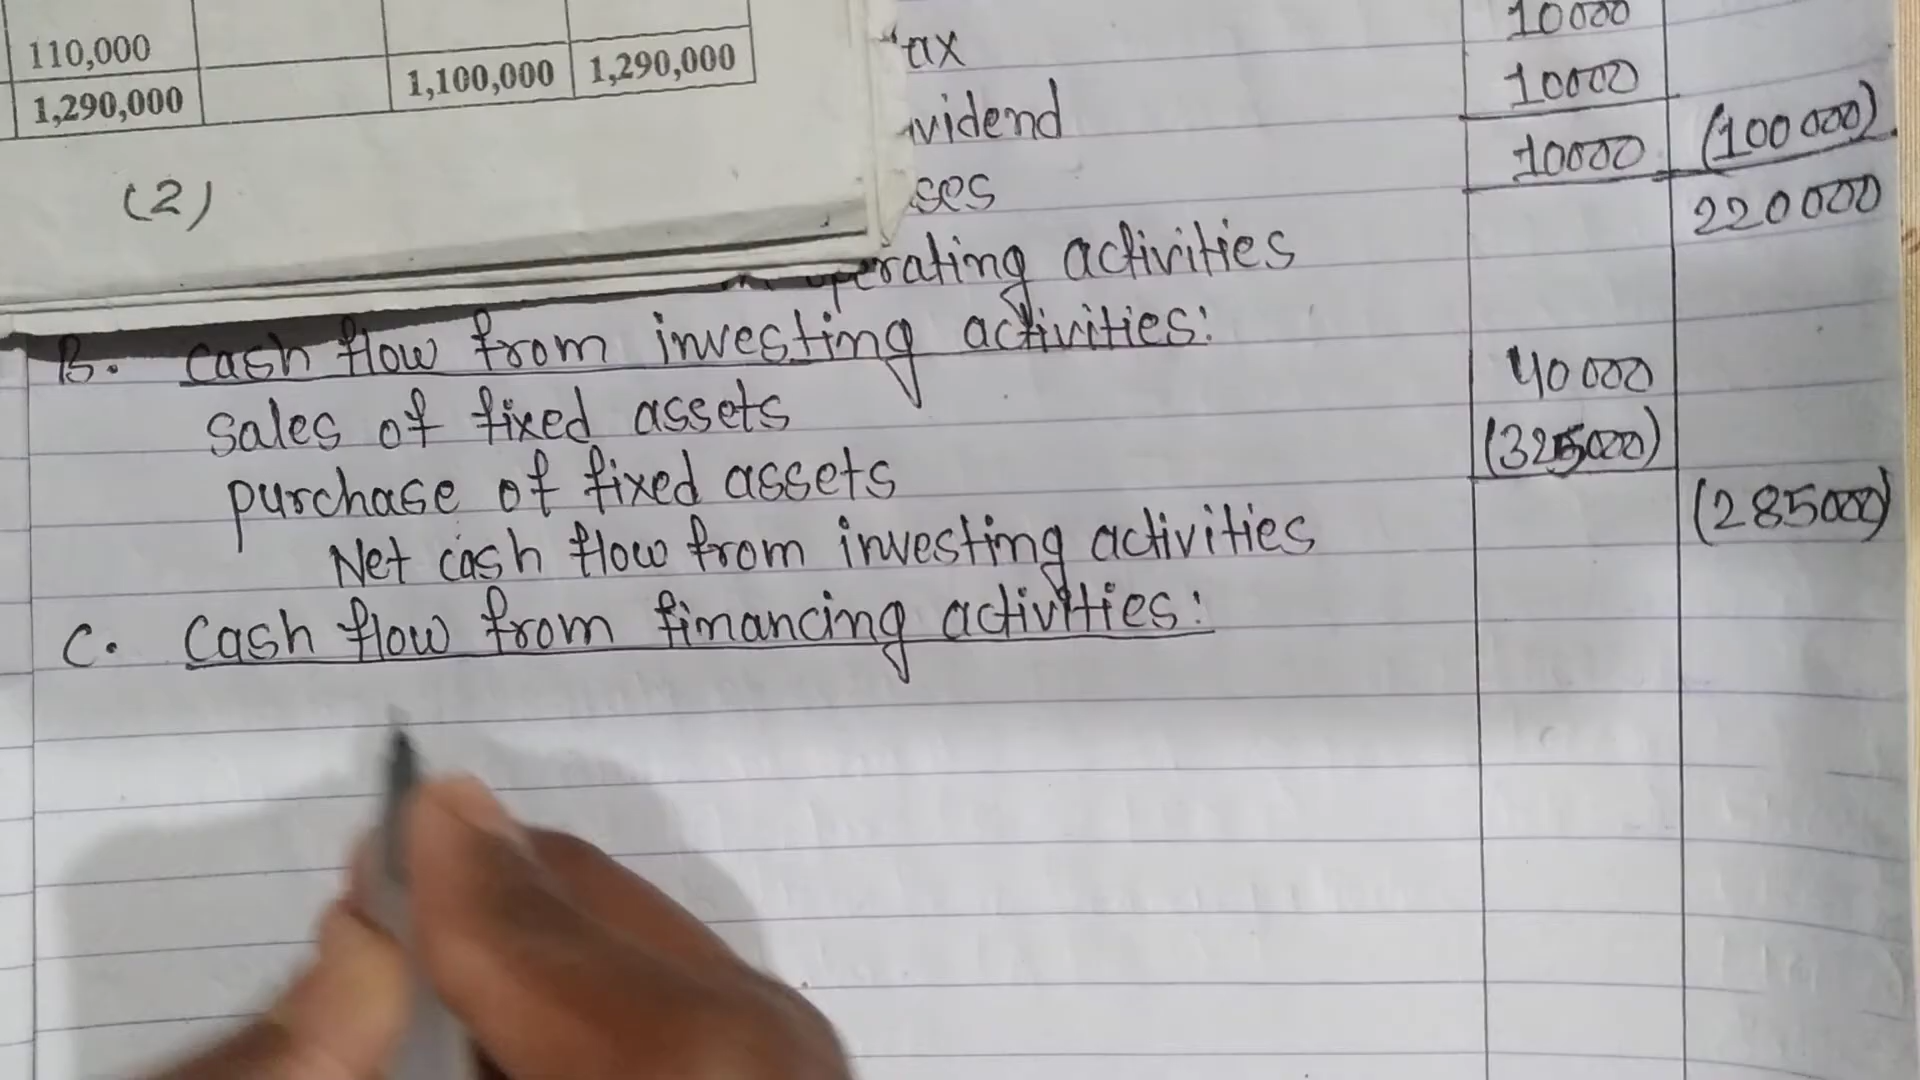 110,000
1,290,000 1,100,000 1,290,000
(2)
10000
Tax 10000
vidend 10000 (100000)
ses 220000
operating activities
B. Cash flow from investing activities:
Sales of fixed assets 40000
purchase of fixed assets (325000)
Net cash flow from investing activities (285000)
C. Cash flow from financing activities: